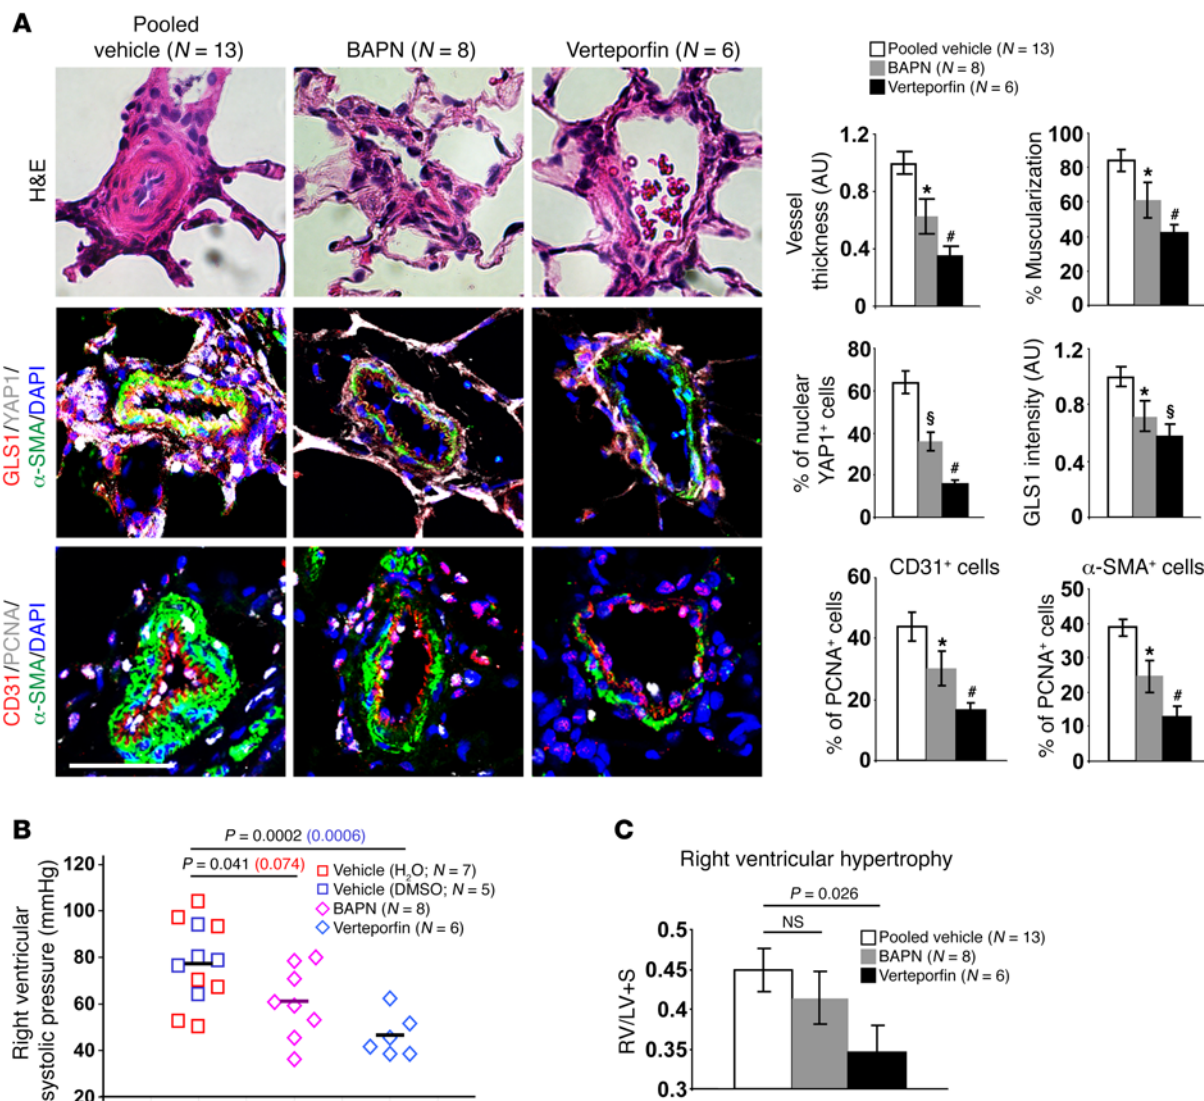 A
Pooled
vehicle (N = 13)
BAPN (N = 8)
Verteporfin (N = 6)
H&E
GLS1/YAP1/
α-SMA/DAPI
CD31/PCNA/
α-SMA/DAPI
Pooled vehicle (N = 13)
BAPN (N = 8)
Verteporfin (N = 6)
Vessel
thickness (AU)
1.2
0.8
0.4
0
*
#
% Muscularization
100
80
60
40
20
0
*
#
% of nuclear
YAP1⁺ cells
80
60
40
20
0
§
#
GLS1 intensity (AU)
1.2
0.8
0.4
0
*
§
CD31⁺ cells
% of PCNA⁺ cells
60
40
20
0
*
#
α-SMA⁺ cells
% of PCNA⁺ cells
50
40
30
20
10
0
*
#
B
P = 0.0002 (0.0006)
P = 0.041 (0.074)
Right ventricular
systolic pressure (mmHg)
120
100
80
60
40
20
Vehicle (H₂O; N = 7)
Vehicle (DMSO; N = 5)
BAPN (N = 8)
Verteporfin (N = 6)
C
Right ventricular hypertrophy
P = 0.026
NS
RV/LV+S
0.5
0.45
0.4
0.35
0.3
Pooled vehicle (N = 13)
BAPN (N = 8)
Verteporfin (N = 6)